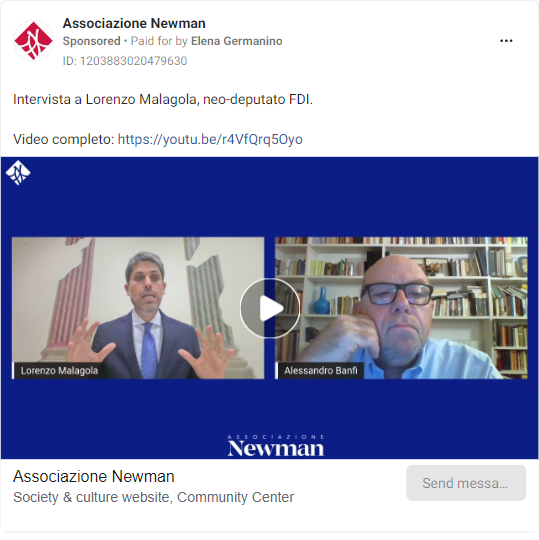 Associazione Newman
Sponsored • Paid for by Elena Germanino
ID: 1203883020479630
Intervista a Lorenzo Malagola, neo-deputato FDI.
Video completo: https://youtu.be/r4VfQrq5Oyo
Lorenzo Malagola
Alessandro Banfi
ASSOCIAZIONE
Newman
Associazione Newman
Society & culture website, Community Center
Send messa...